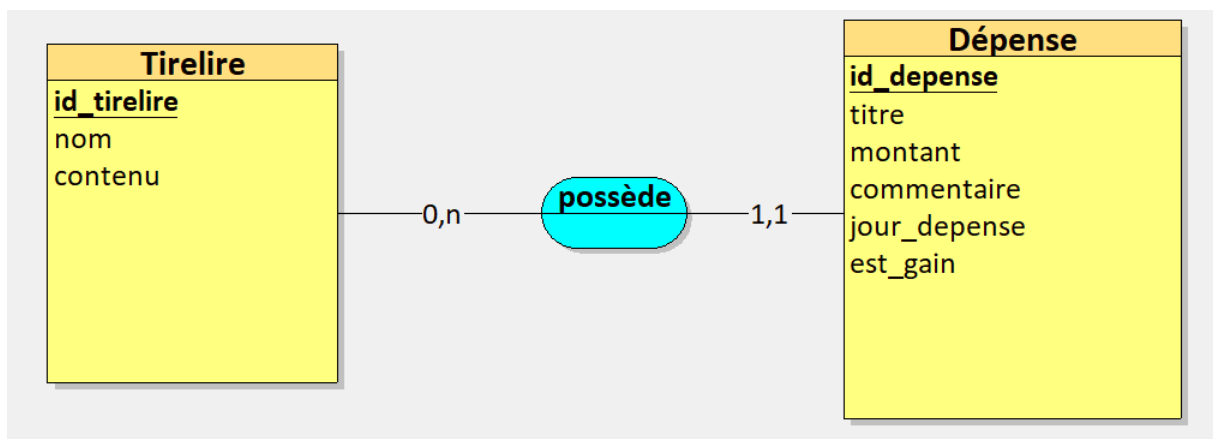 Tirelire
id_tirelire
nom
contenu
0,n
possède
1,1
Dépense
id_depense
titre
montant
commentaire
jour_depense
est_gain